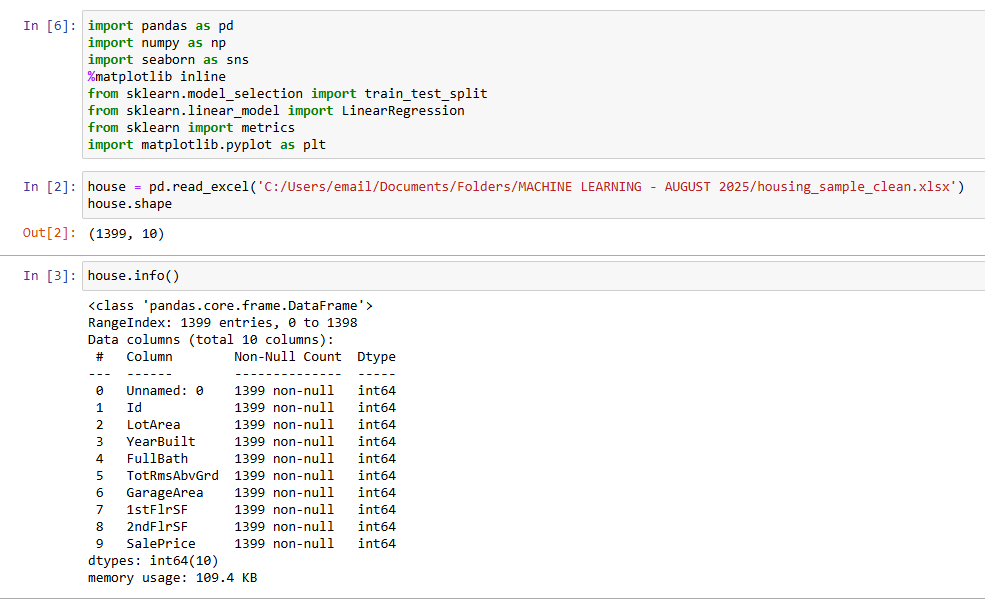 In [6]: import pandas as pd
import numpy as np
import seaborn as sns
%matplotlib inline
from sklearn.model_selection import train_test_split
from sklearn.linear_model import LinearRegression
from sklearn import metrics
import matplotlib.pyplot as plt
In [2]: house = pd.read_excel('C:/Users/email/Documents/Folders/MACHINE LEARNING - AUGUST 2025/housing_sample_clean.xlsx')
house.shape
Out[2]: (1399, 10)
In [3]: house.info()
<class 'pandas.core.frame.DataFrame'>
RangeIndex: 1399 entries, 0 to 1398
Data columns (total 10 columns):
 #   Column        Non-Null Count  Dtype
---  ------        --------------  -----
 0   Unnamed: 0    1399 non-null   int64
 1   Id            1399 non-null   int64
 2   LotArea       1399 non-null   int64
 3   YearBuilt     1399 non-null   int64
 4   FullBath      1399 non-null   int64
 5   TotRmsAbvGrd  1399 non-null   int64
 6   GarageArea    1399 non-null   int64
 7   1stFlrSF      1399 non-null   int64
 8   2ndFlrSF      1399 non-null   int64
 9   SalePrice     1399 non-null   int64
dtypes: int64(10)
memory usage: 109.4 KB